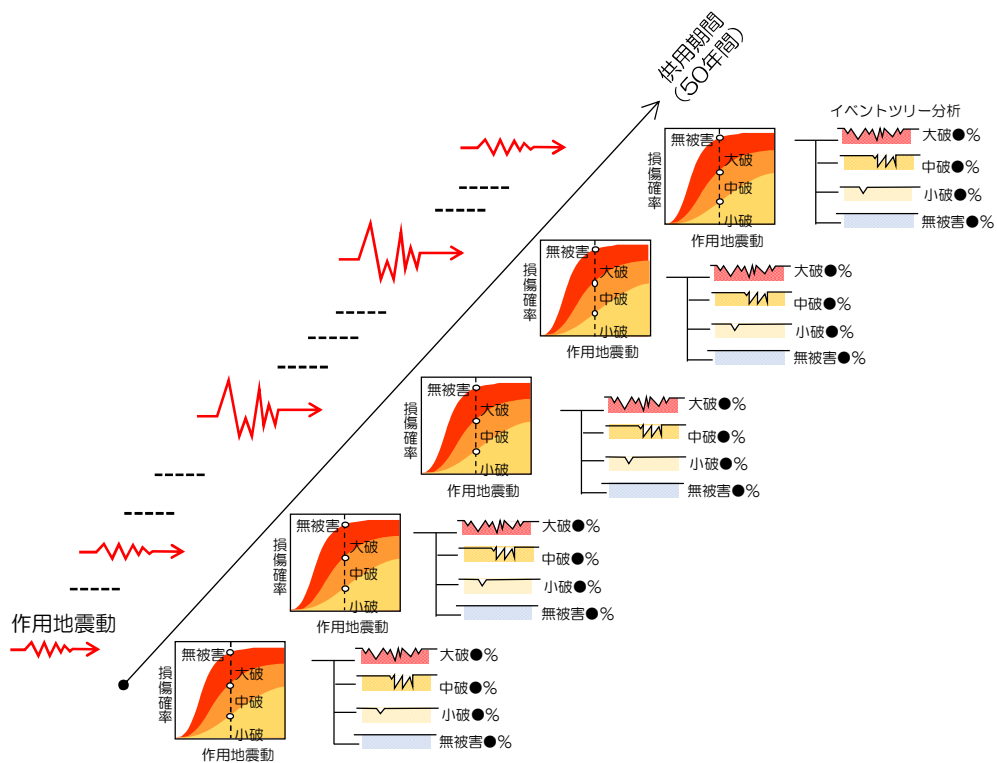 供用期間
（50年間）
イベントツリー分析
無被害
大破
中破
小破
損傷確率
作用地震動
大破●%
中破●%
小破●%
無被害●%
無被害
大破
中破
小破
損傷確率
作用地震動
大破●%
中破●%
小破●%
無被害●%
無被害
大破
中破
小破
損傷確率
作用地震動
大破●%
中破●%
小破●%
無被害●%
無被害
大破
中破
小破
損傷確率
作用地震動
大破●%
中破●%
小破●%
無被害●%
作用地震動
無被害
大破
中破
小破
損傷確率
作用地震動
大破●%
中破●%
小破●%
無被害●%